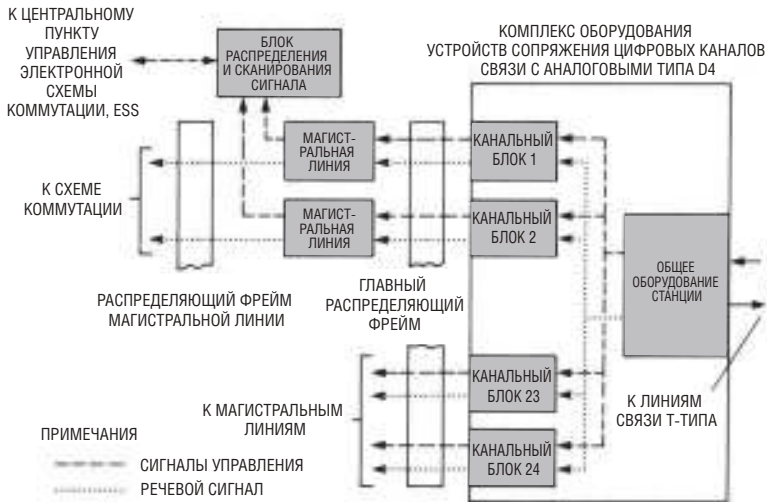 К ЦЕНТРАЛЬНОМУ
ПУНКТУ
УПРАВЛЕНИЯ
ЭЛЕКТРОННОЙ
СХЕМЫ
КОММУТАЦИИ, ESS
БЛОК
РАСПРЕДЕЛЕНИЯ
И СКАНИРОВАНИЯ
СИГНАЛА
КОМПЛЕКС ОБОРУДОВАНИЯ
УСТРОЙСТВ СОПРЯЖЕНИЯ ЦИФРОВЫХ КАНАЛОВ
СВЯЗИ С АНАЛОГОВЫМИ ТИПА D4
МАГИСТ-
РАЛЬНАЯ
ЛИНИЯ
КАНАЛЬНЫЙ
БЛОК 1
К СХЕМЕ
КОММУТАЦИИ
МАГИСТ-
РАЛЬНАЯ
ЛИНИЯ
КАНАЛЬНЫЙ
БЛОК 2
ОБЩЕЕ
ОБОРУДОВАНИЕ
СТАНЦИИ
РАСПРЕДЕЛЯЮЩИЙ ФРЕЙМ
МАГИСТРАЛЬНОЙ ЛИНИИ
ГЛАВНЫЙ
РАСПРЕДЕЛЯЮЩИЙ
ФРЕЙМ
КАНАЛЬНЫЙ
БЛОК 23
К МАГИСТРАЛЬНЫМ
ЛИНИЯМ
К ЛИНИЯМ
СВЯЗИ Т-ТИПА
КАНАЛЬНЫЙ
БЛОК 24
ПРИМЕЧАНИЯ
СИГНАЛЫ УПРАВЛЕНИЯ
РЕЧЕВОЙ СИГНАЛ